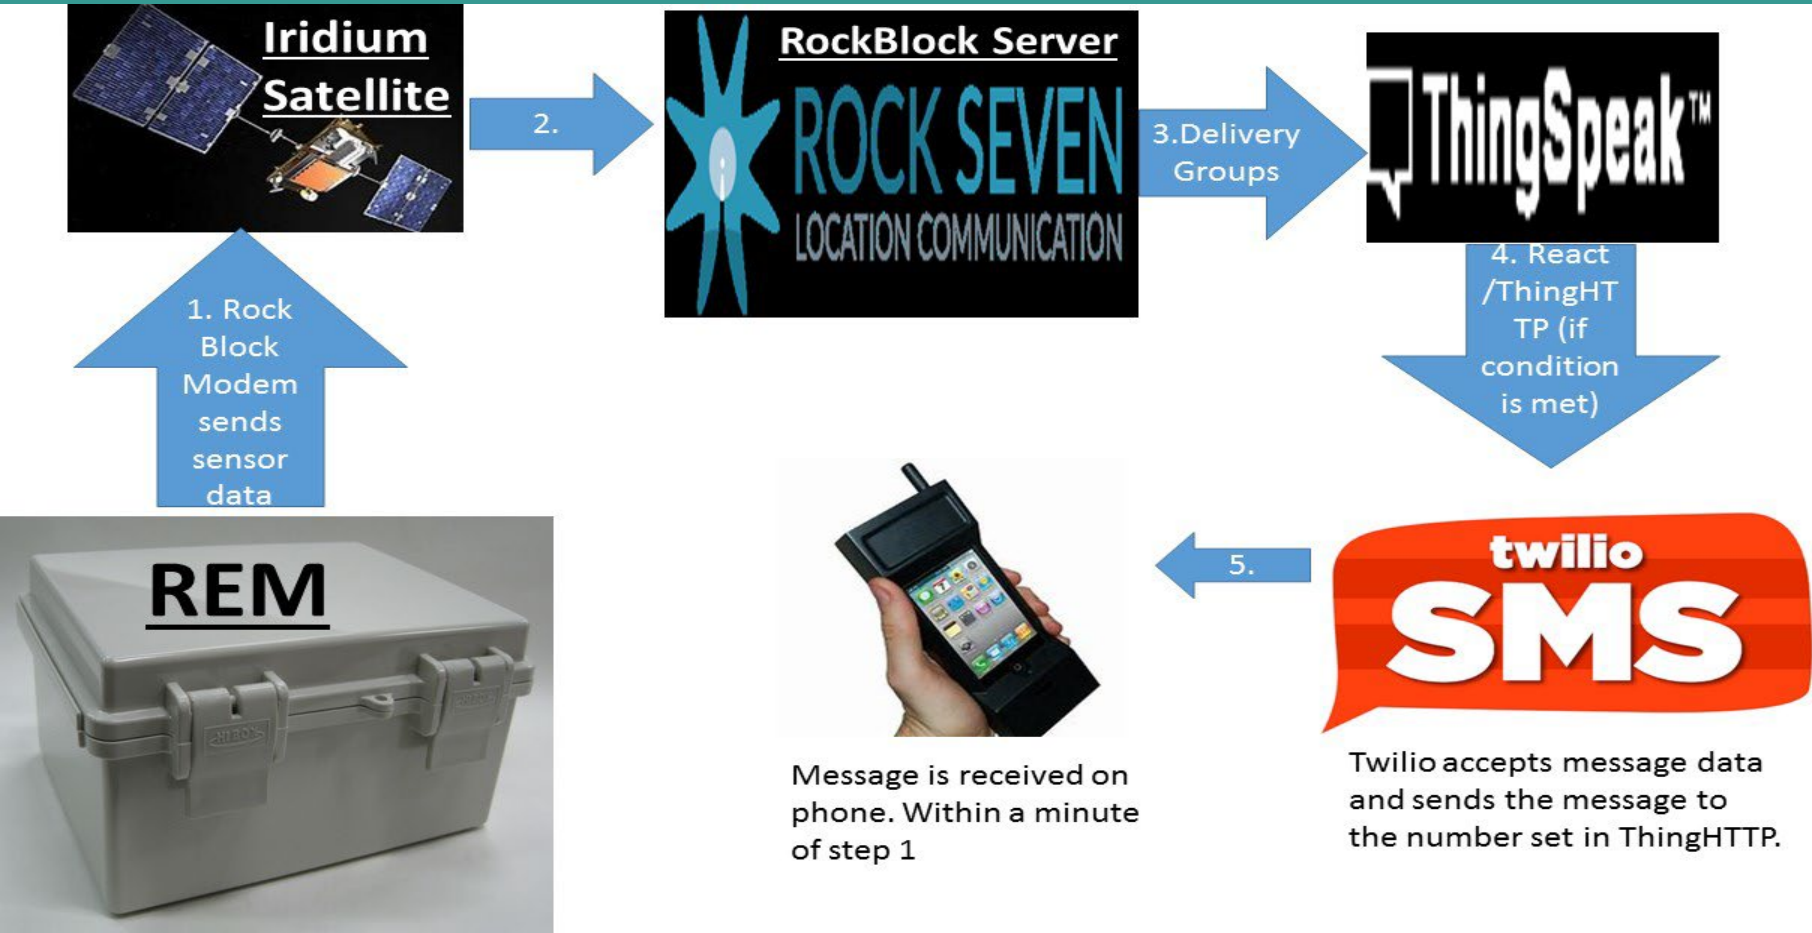 Iridium
Satellite
2.
RockBlock Server
ROCK SEVEN
LOCATION COMMUNICATION
3.Delivery
Groups
ThingSpeak™
1. Rock
Block
Modem
sends
sensor
data
4. React
/ThingHT
TP (if
condition
is met)
REM
5.
twilio
SMS
Message is received on
phone. Within a minute
of step 1
Twilio accepts message data
and sends the message to
the number set in ThingHTTP.